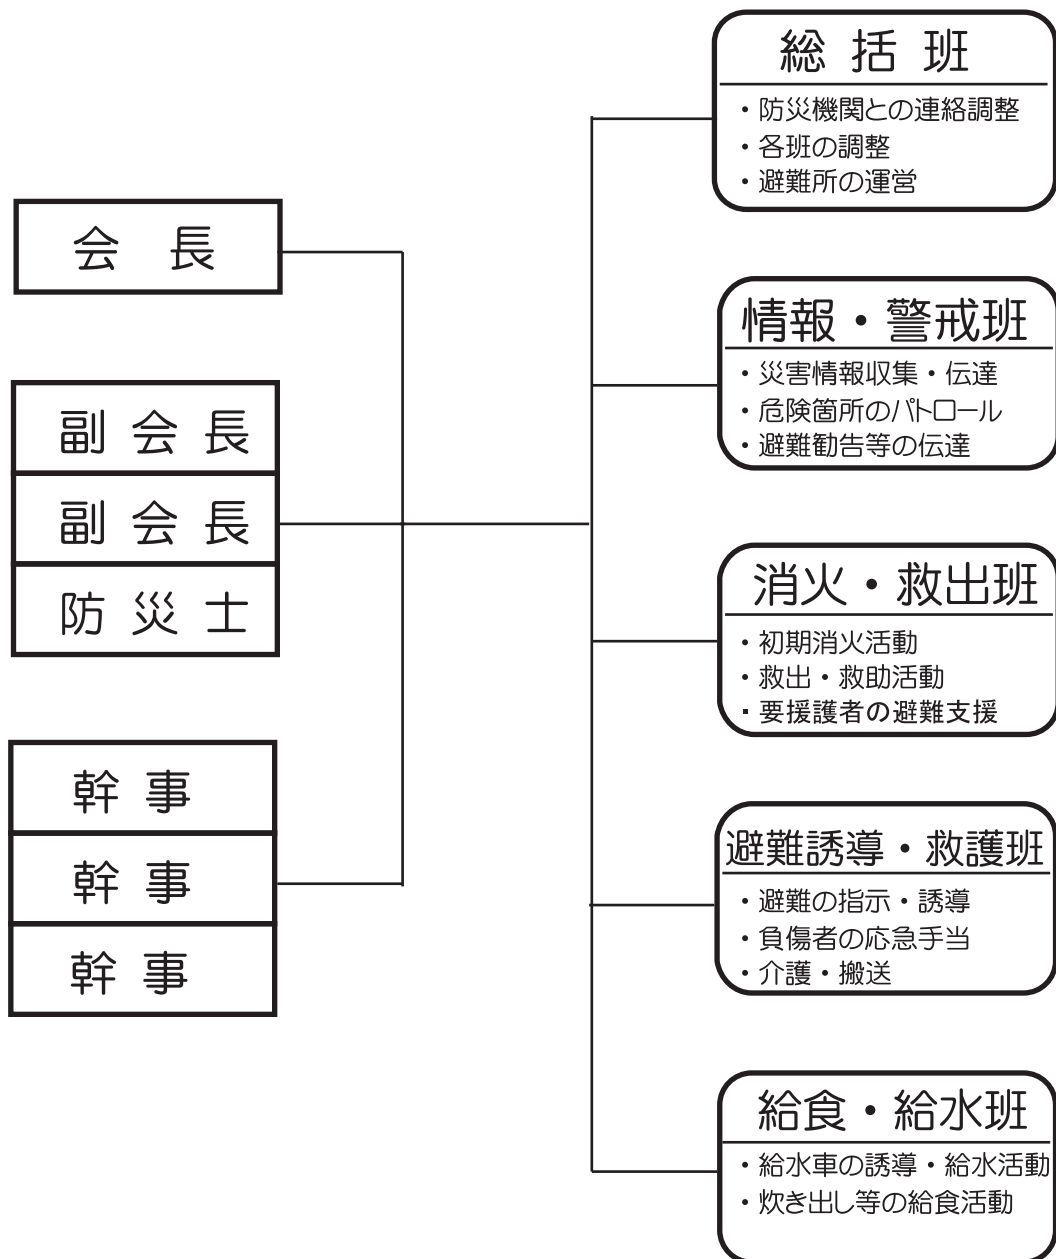 会長
副会長
副会長
防災士
幹事
幹事
幹事
総括班
・防災機関との連絡調整
・各班の調整
・避難所の運営
情報・警戒班
・災害情報収集・伝達
・危険箇所のパトロール
・避難勧告等の伝達
消火・救出班
・初期消火活動
・救出・救助活動
・要援護者の避難支援
避難誘導・救護班
・避難の指示・誘導
・負傷者の応急手当
・介護・搬送
給食・給水班
・給水車の誘導・給水活動
・炊き出し等の給食活動